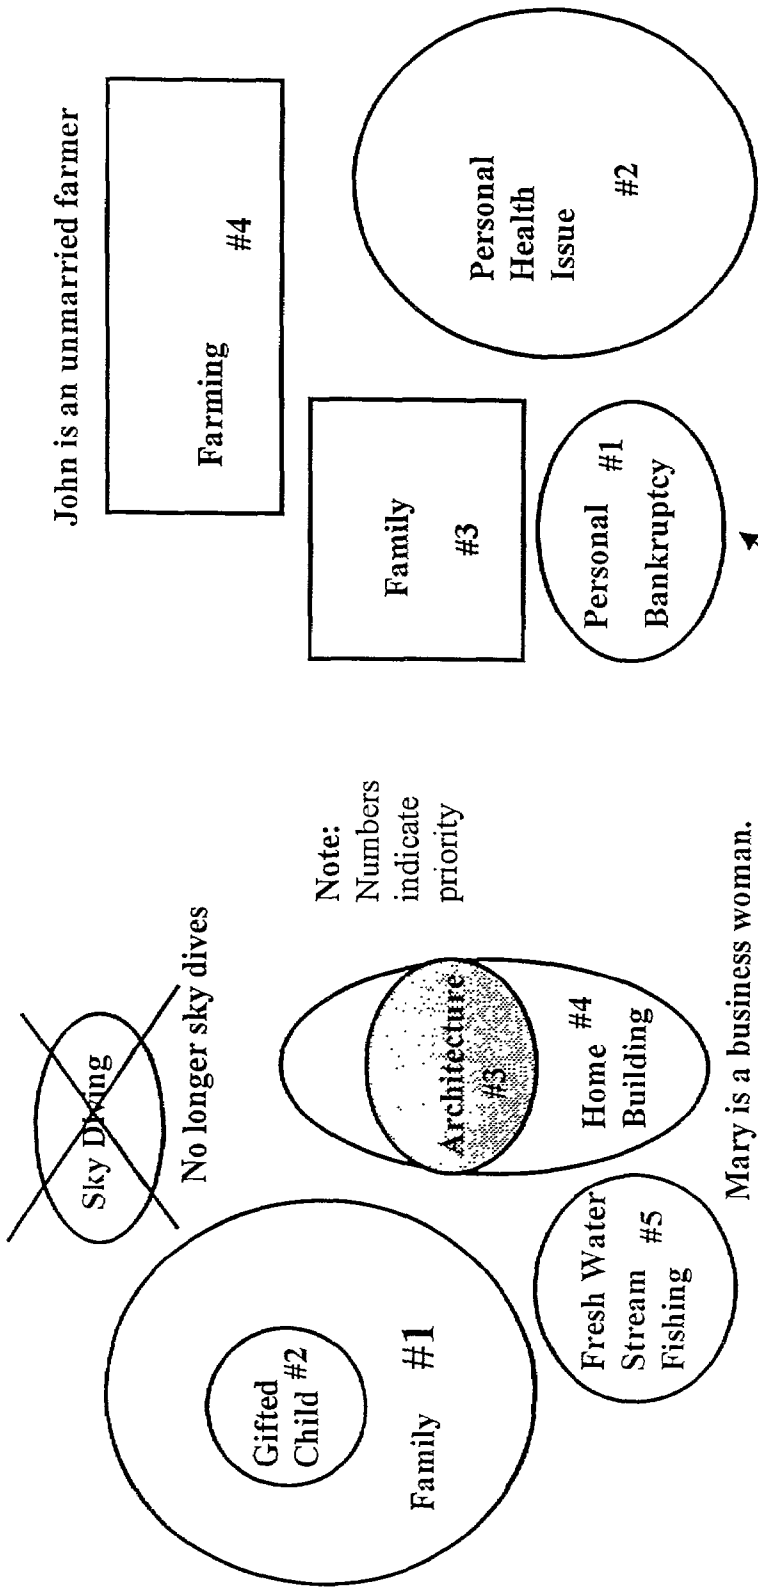 Sky Diving
No longer sky dives
Gifted
Child #2
Family #1
Architecture
#3
Home #4
Building
Fresh Water
Stream #5
Fishing
Mary is a business woman.
Note:
Numbers
indicate
priority
John is an unmarried farmer
Farming #4
Family
#3
Personal #1
Bankruptcy
Personal
Health
Issue
#2